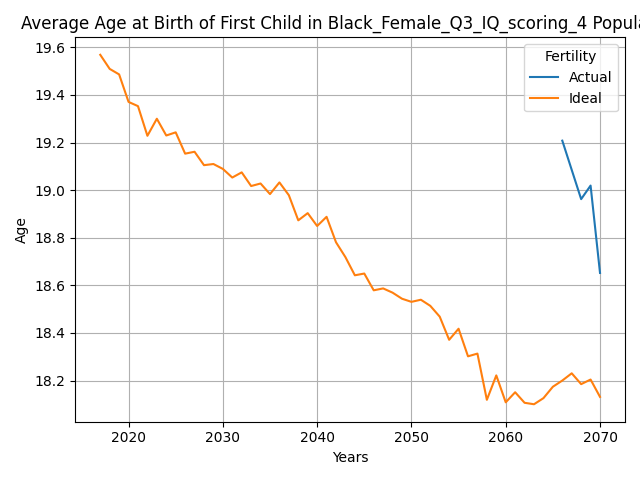 Average Age at Birth of First Child in Black_Female_Q3_IQ_scoring_4 Popula
Fertility
Actual
Ideal
19.6
19.4
19.2
19.0
18.8
18.6
18.4
18.2
Age
2020 2030 2040 2050 2060 2070
Years